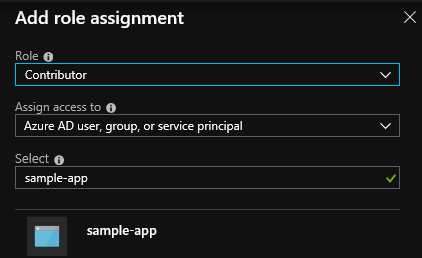 Add role assignment
Role
Contributor
Assign access to
Azure AD user, group, or service principal
Select
sample-app
sample-app